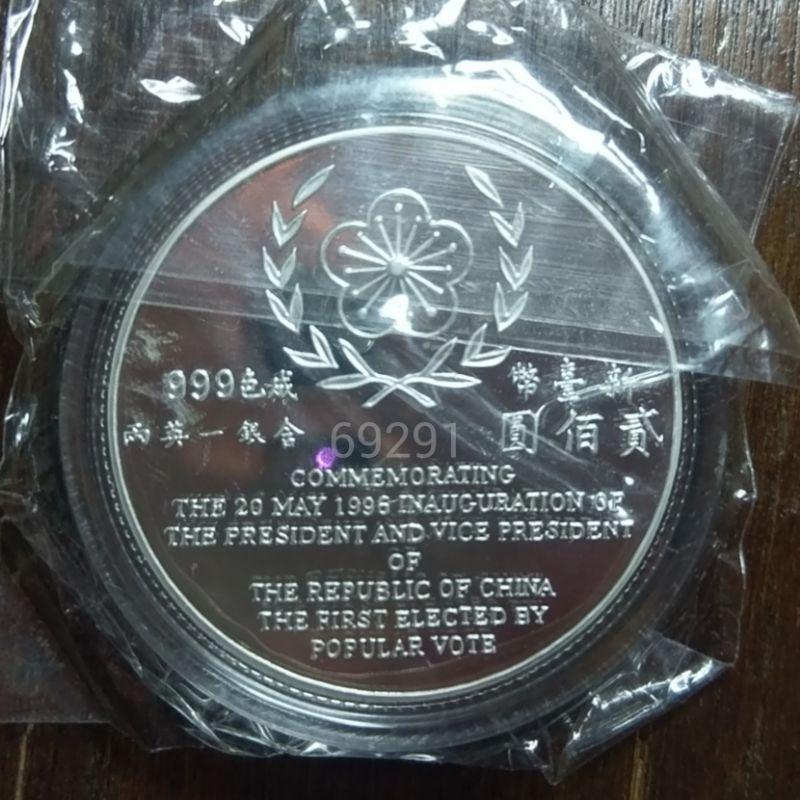 新臺幣
貳佰圓
成色999
含銀一英兩
69291
COMMEMORATING
THE 20 MAY 1996 INAUGURATION OF
THE PRESIDENT AND VICE PRESIDENT
OF
THE REPUBLIC OF CHINA
THE FIRST ELECTED BY
POPULAR VOTE